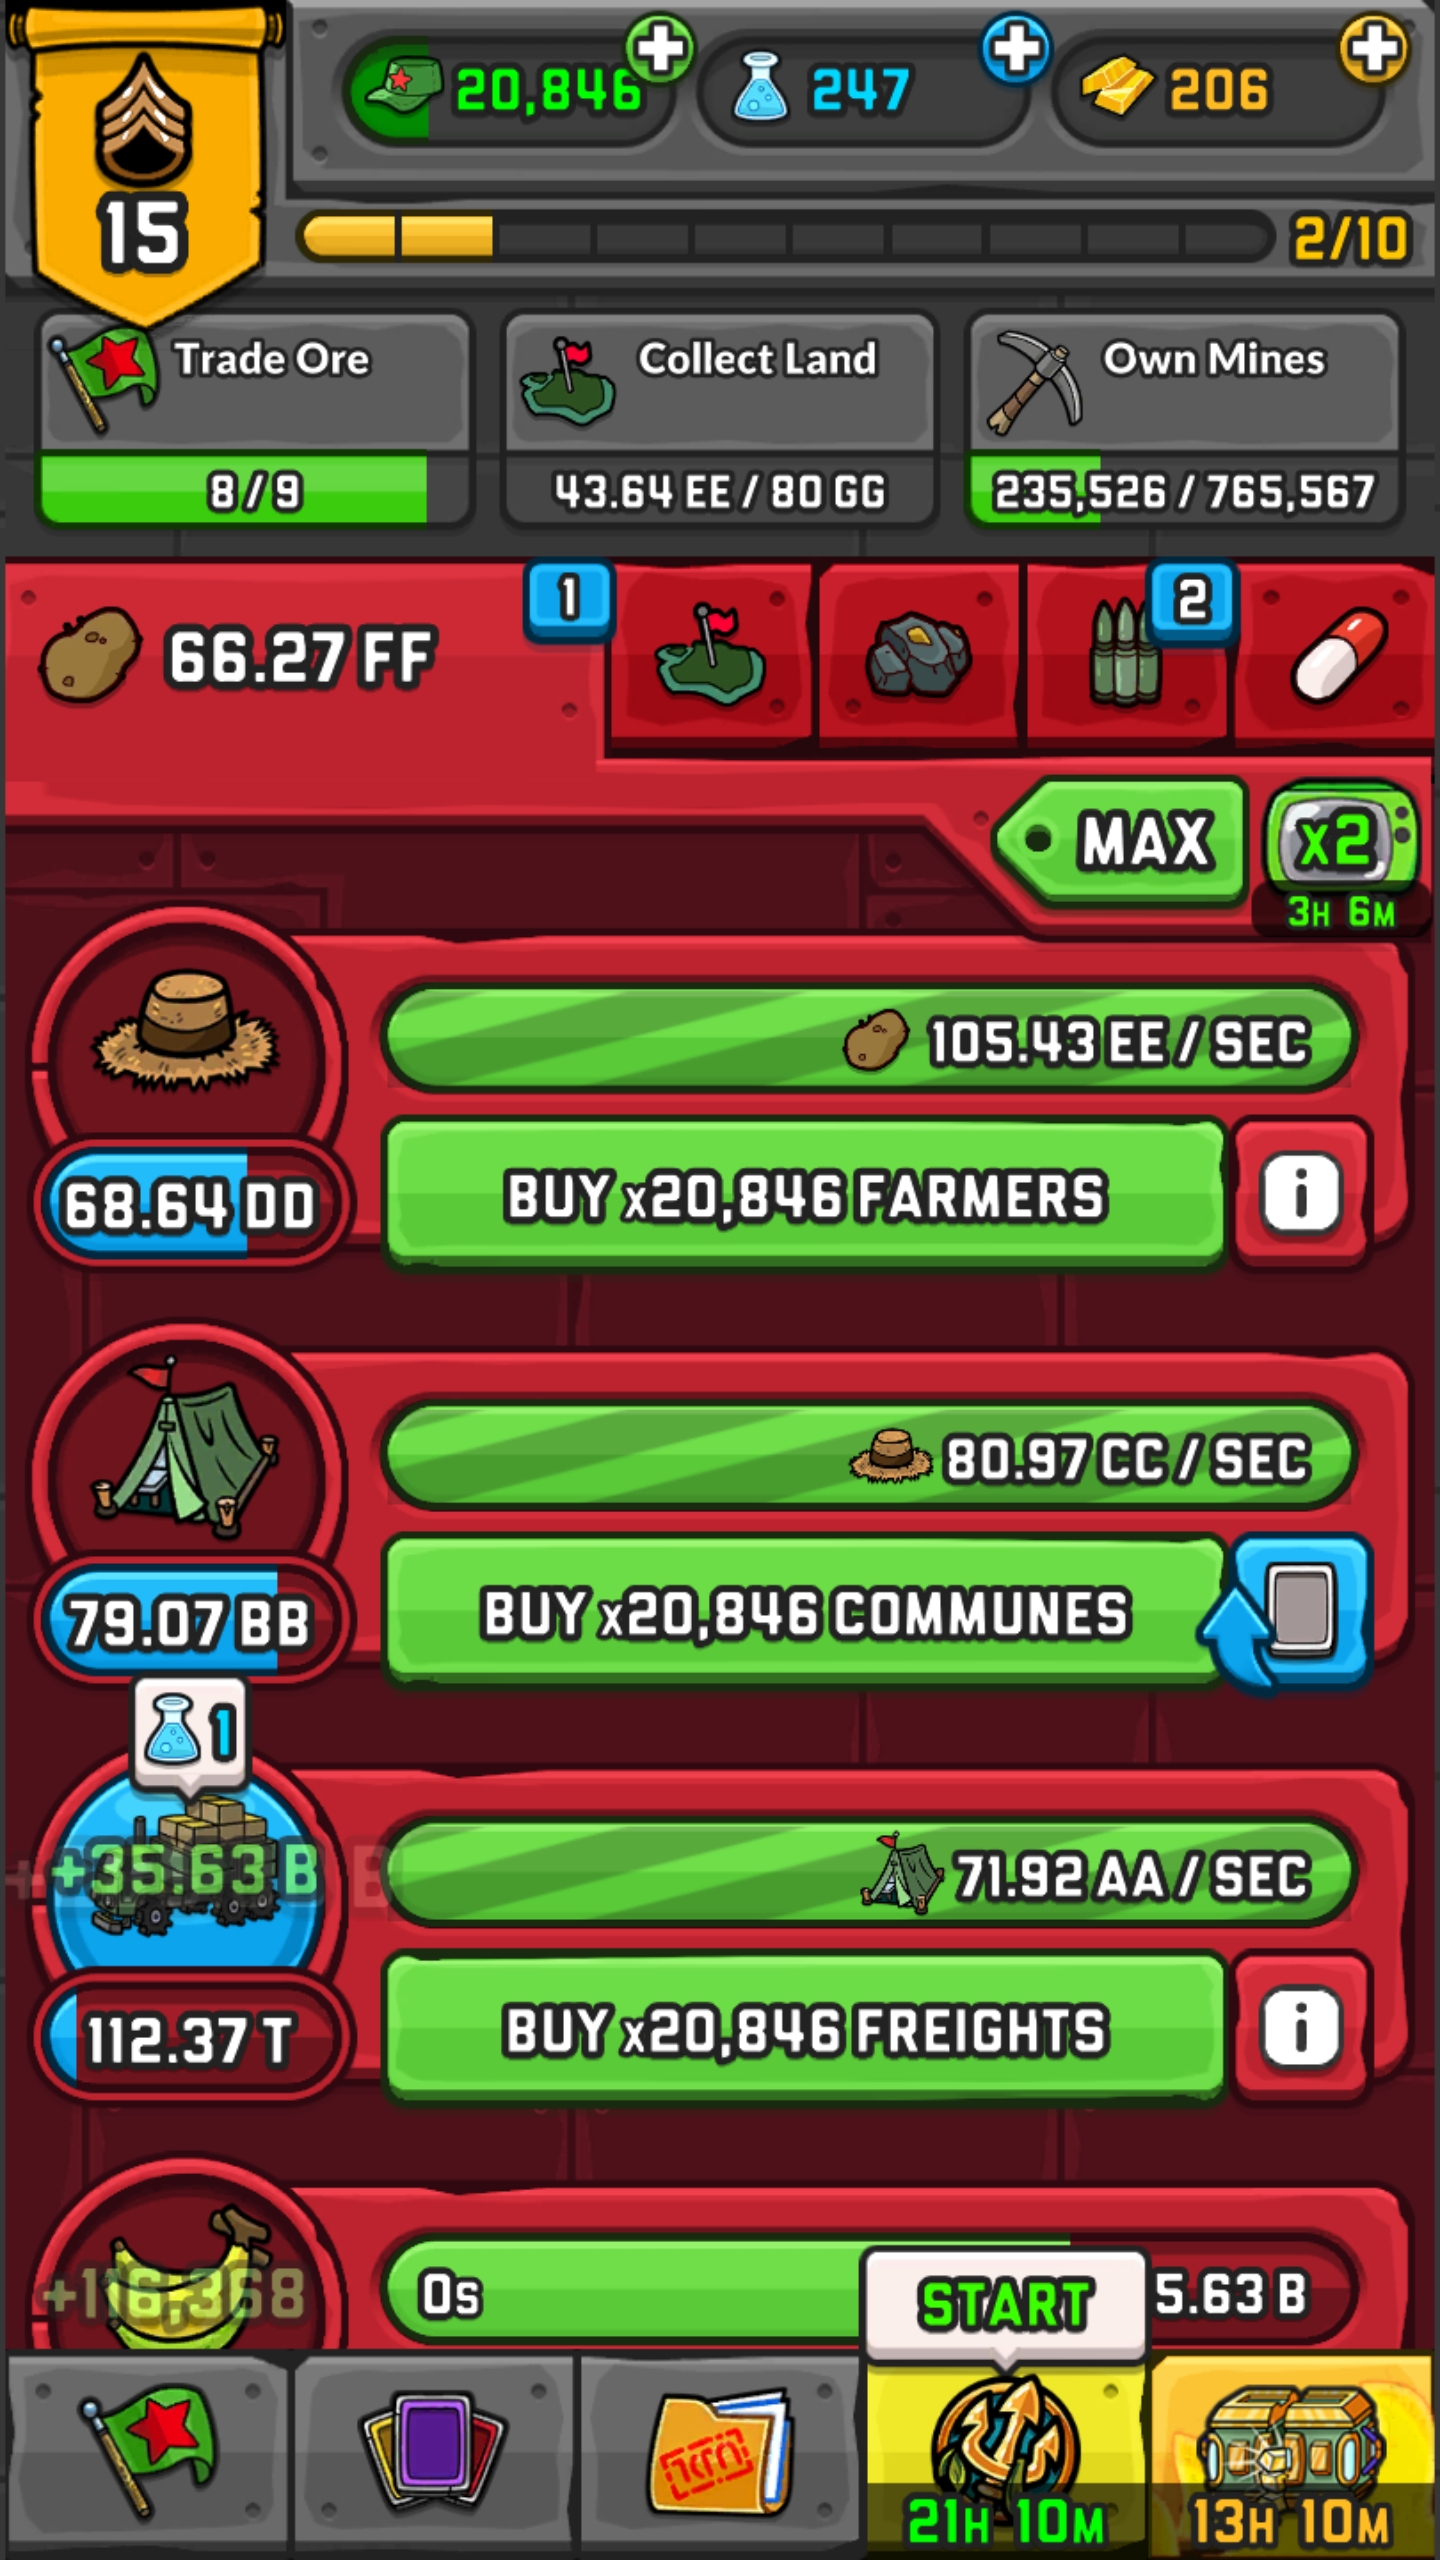 15
20,846
247
206
2/10
Trade Ore
8/9
Collect Land
43.64 EE / 80 GG
Own Mines
235,526 / 765,567
66.27 FF
1
2
MAX
x2
3H 6M
105.43 EE / SEC
68.64 DD
BUY x20,846 FARMERS
i
80.97 CC / SEC
79.07 BB
BUY x20,846 COMMUNES
1
+35.63 B
71.92 AA / SEC
112.37 T
BUY x20,846 FREIGHTS
i
+116,368
0s
5.63 B
START
21H 10M
13H 10M